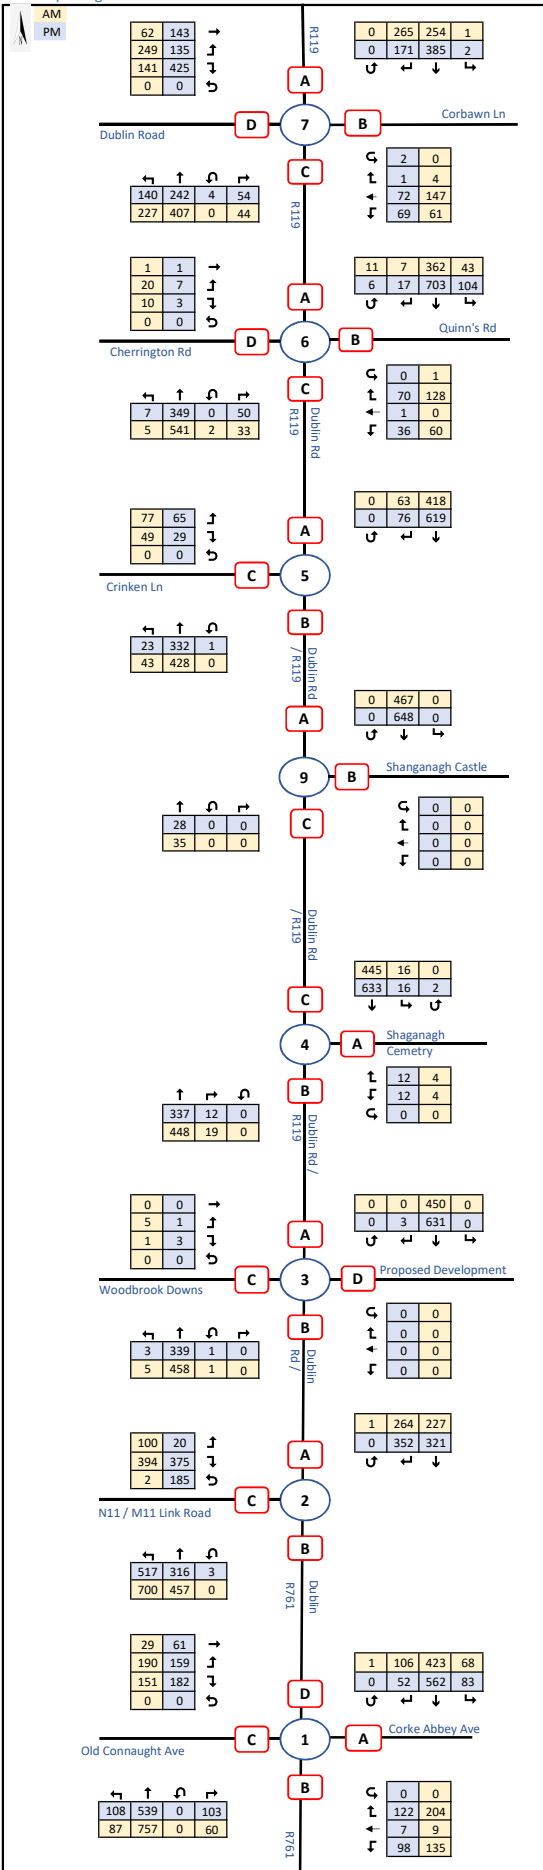 AM
PM
R119
62 143 →
249 135 ↱
141 425 ↴
0 0 ⮌
0 265 254 1
0 171 385 2
A
Dublin Road
D
7
B
Corbawn Ln
C
R119
140 242 4 54
227 407 0 44
2 0
1 4
72 147
69 61
1 1
20 7
10 3
0 0
11 7 362 43
6 17 703 104
A
Cherrington Rd
D
6
B
Quinn's Rd
C
Dublin Rd
R119
7 349 0 50
5 541 2 33
0 1
70 128
1 0
36 60
77 65
49 29
0 0
0 63 418
0 76 619
A
Crinken Ln
C
5
B
Dublin Rd
/ R119
23 332 1
43 428 0
0 467 0
0 648 0
A
9
B
Shanganagh Castle
C
28 0 0
35 0 0
0 0
0 0
0 0
0 0
Dublin Rd
/ R119
445 16 0
633 16 2
C
4
A
Shaganagh
Cemetry
B
Dublin Rd /
R119
337 12 0
448 19 0
12 4
12 4
0 0
0 0
5 1
1 3
0 0
0 0 450 0
0 3 631 0
A
Woodbrook Downs
C
3
D
Proposed Development
B
Dublin
Rd /
3 339 1 0
5 458 1 0
0 0
0 0
0 0
0 0
100 20
394 375
2 185
1 264 227
0 352 321
A
N11 / M11 Link Road
C
2
B
Dublin
R761
517 316 3
700 457 0
29 61
190 159
151 182
0 0
1 106 423 68
0 52 562 83
D
Old Connaught Ave
C
1
A
Corke Abbey Ave
B
R761
108 539 0 103
87 757 0 60
0 0
122 204
7 9
98 135